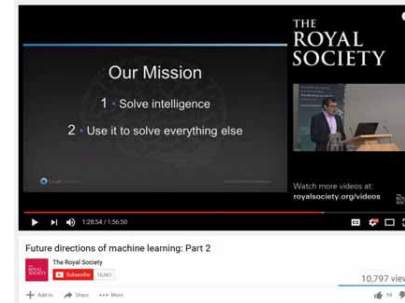 THE
ROYAL
SOCIETY
Our Mission
1 · Solve intelligence
2 · Use it to solve everything else
Watch more videos at:
royalsociety.org/videos
1:28:54 / 1:56:50
Future directions of machine learning: Part 2
The Royal Society
Subscribe
10,797 view
Add to
Share
More